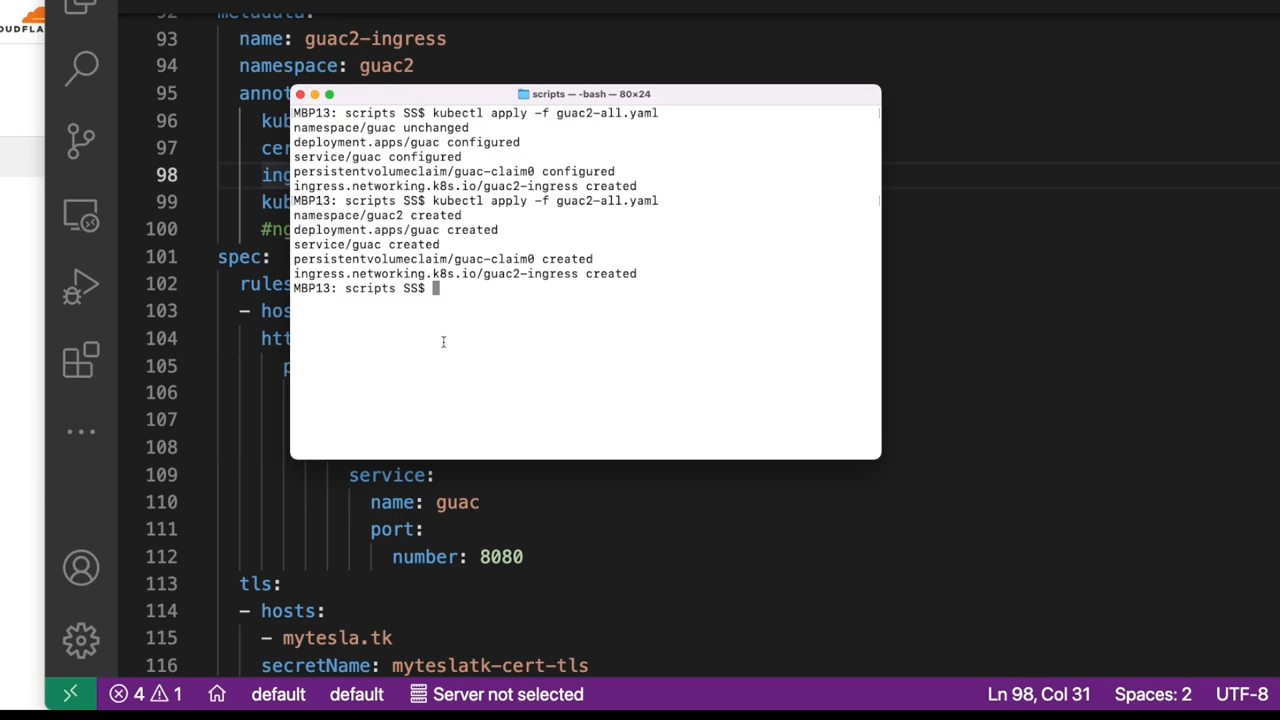 OUDFLA
92 metadata:
93 name: guac2-ingress
94 namespace: guac2
95 annot
96 kub
97 cer
98 ing
99 kub
100 #ng
101 spec:
102 rules
103 - hos
104 htt
105 p
106
107
108
109 service:
110 name: guac
111 port:
112 number: 8080
113 tls:
114 - hosts:
115 - mytesla.tk
116 secretName: myteslatk-cert-tls
scripts — -bash — 80×24
MBP13: scripts SS$ kubectl apply -f guac2-all.yaml
namespace/guac unchanged
deployment.apps/guac configured
service/guac configured
persistentvolumeclaim/guac-claim0 configured
ingress.networking.k8s.io/guac2-ingress created
MBP13: scripts SS$ kubectl apply -f guac2-all.yaml
namespace/guac2 created
deployment.apps/guac created
service/guac created
persistentvolumeclaim/guac-claim0 created
ingress.networking.k8s.io/guac2-ingress created
MBP13: scripts SS$
4 1 default default Server not selected Ln 98, Col 31 Spaces: 2 UTF-8